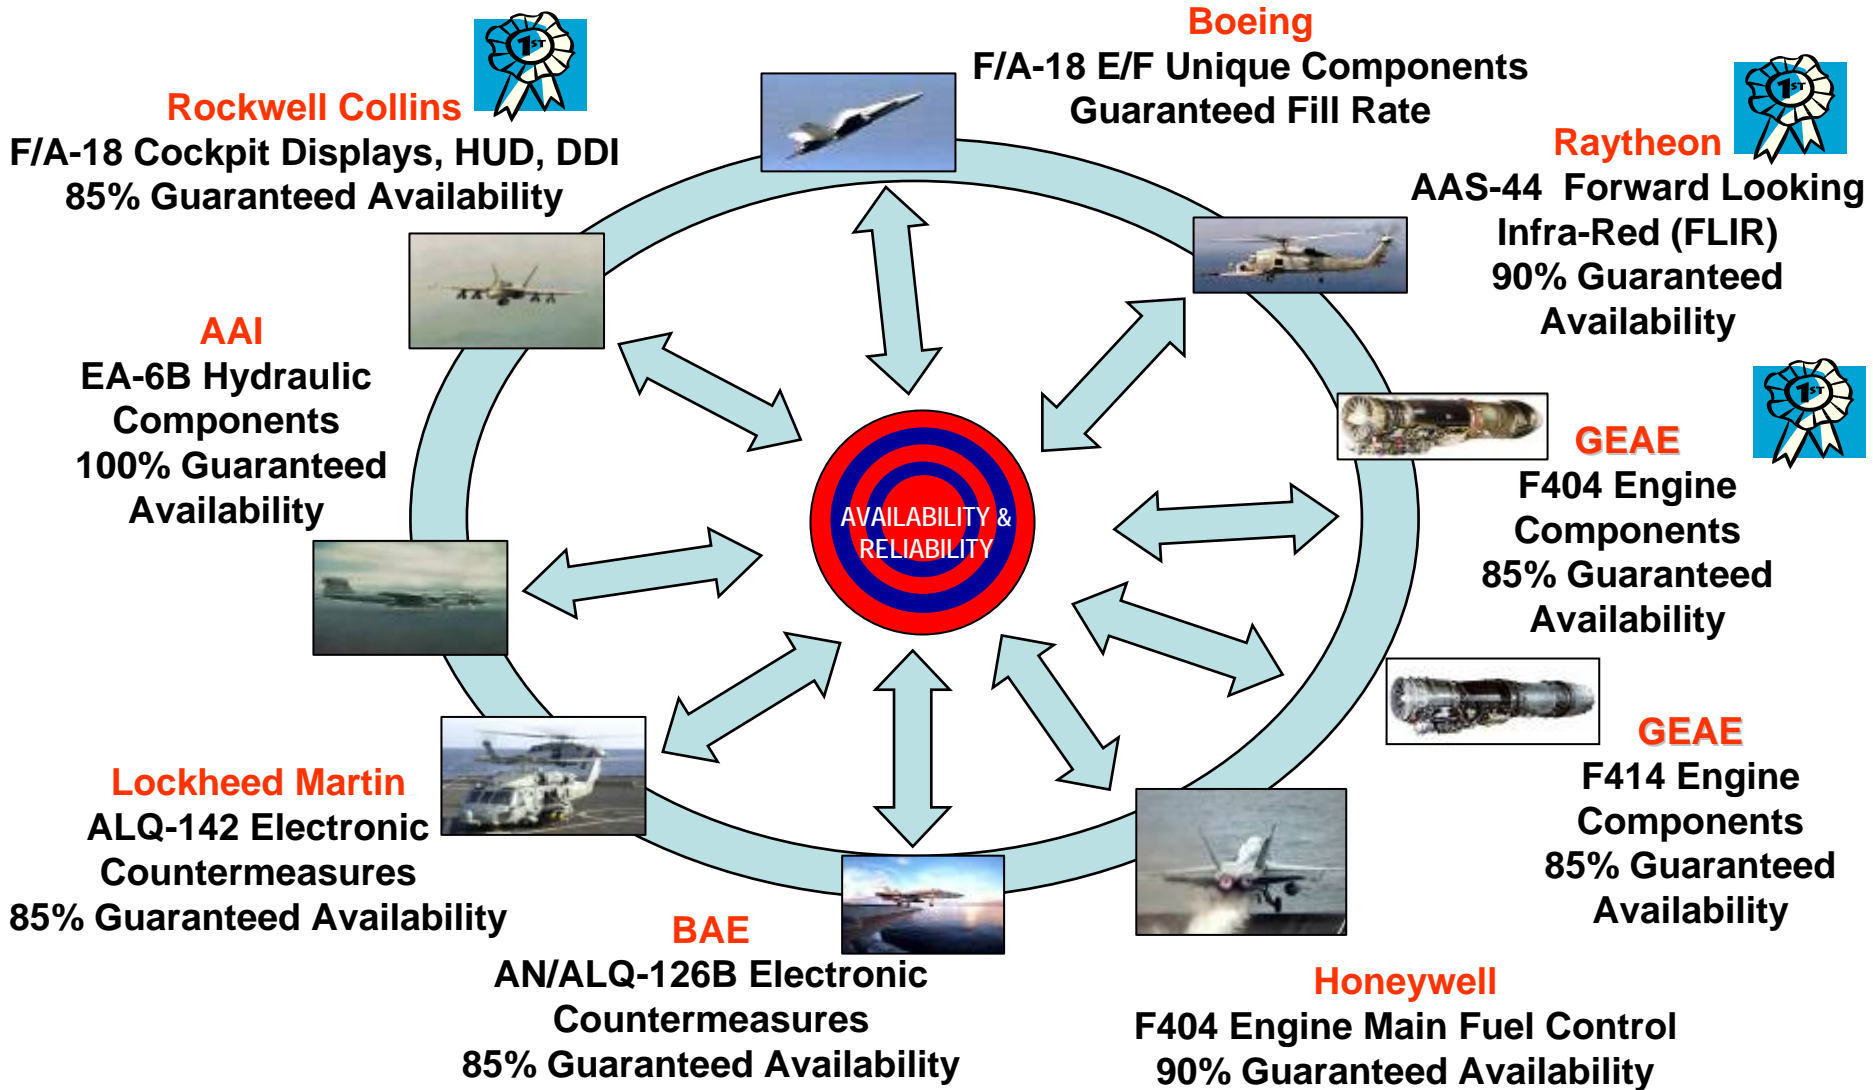 Boeing
F/A-18 E/F Unique Components
Guaranteed Fill Rate
1ST
Rockwell Collins
F/A-18 Cockpit Displays, HUD, DDI
85% Guaranteed Availability
1ST
Raytheon
AAS-44 Forward Looking
Infra-Red (FLIR)
90% Guaranteed
Availability
AAI
EA-6B Hydraulic
Components
100% Guaranteed
Availability
1ST
GEAE
F404 Engine
Components
85% Guaranteed
Availability
AVAILABILITY &
RELIABILITY
GEAE
F414 Engine
Components
85% Guaranteed
Availability
Lockheed Martin
ALQ-142 Electronic
Countermeasures
85% Guaranteed Availability
BAE
AN/ALQ-126B Electronic
Countermeasures
85% Guaranteed Availability
Honeywell
F404 Engine Main Fuel Control
90% Guaranteed Availability